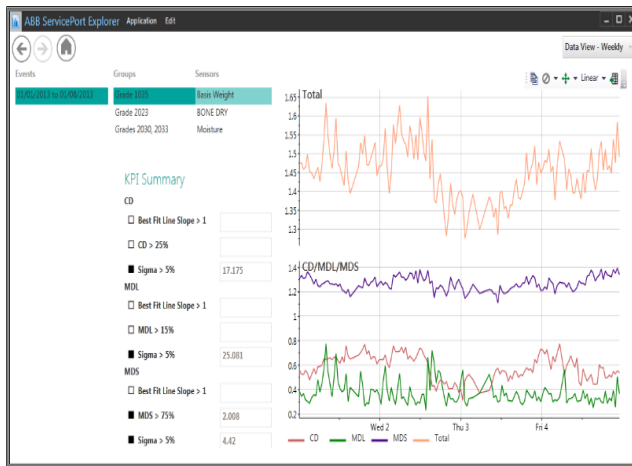 ABB ServicePort Explorer Application Edit
Data View - Weekly
Events Groups Sensors
Linear
01/01/2013 to 01/08/2013 Grade 1035 Basis Weight
Grade 2023 BONE DRY
Grades 2030, 2033 Moisture
KPI Summary
CD
Best Fit Line Slope > 1
CD > 25%
Sigma > 5% 17.175
MDL
Best Fit Line Slope > 1
MDL > 15%
Sigma > 5% 25.081
MDS
Best Fit Line Slope > 1
MDS > 75% 2.008
Sigma > 5% 4.42
Total
1.65
1.6
1.55
1.5
1.45
1.4
1.35
1.3
CD/MDL/MDS
1.4
1.2
1
0.8
0.6
0.4
0.2
Wed 2 Thu 3 Fri 4
CD MDL MDS Total